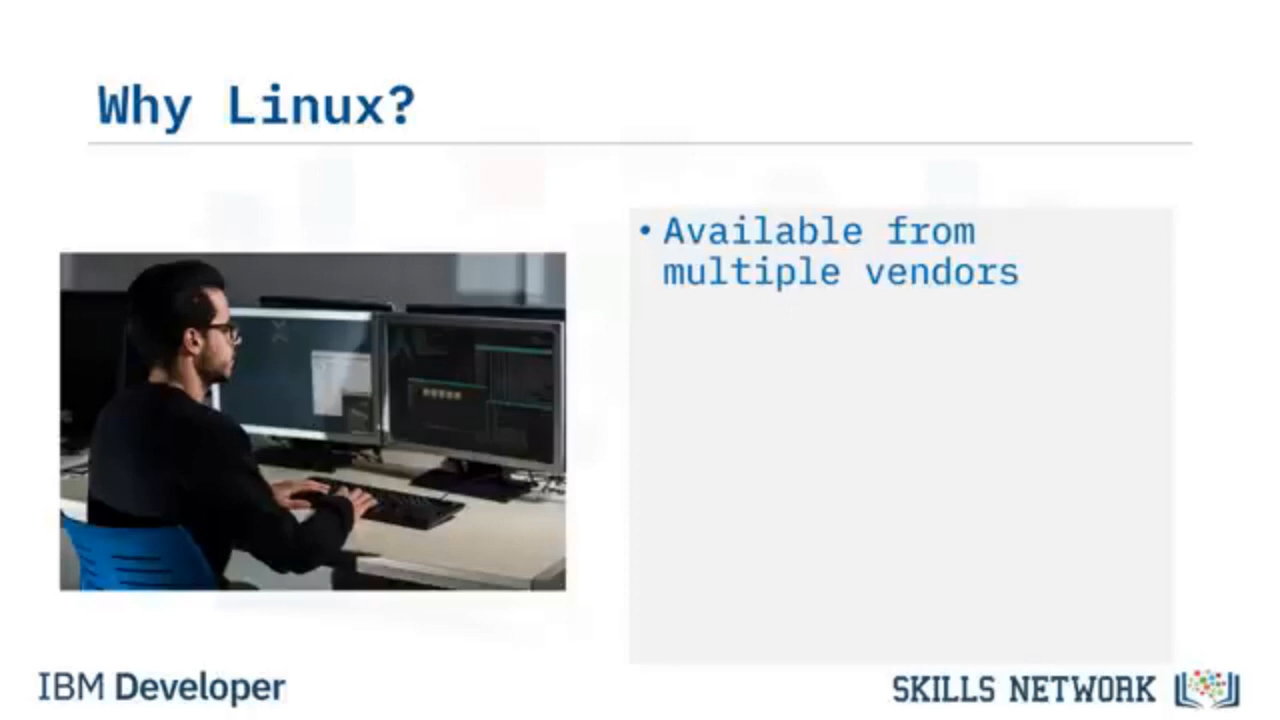 Why Linux?
• Available from
multiple vendors
IBM Developer
SKILLS NETWORK